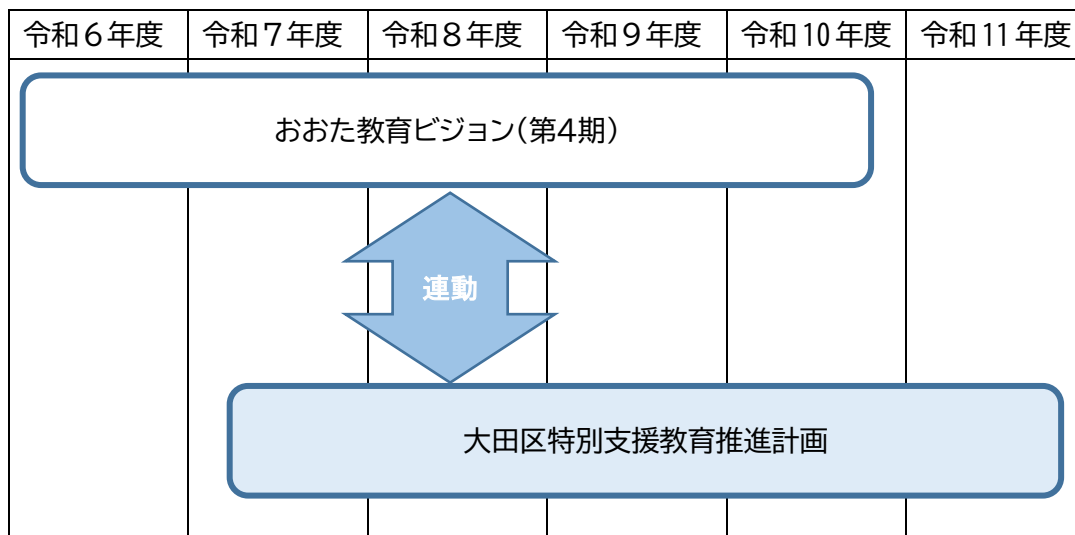 令和6年度 令和7年度 令和8年度 令和9年度 令和10年度 令和11年度
おおた教育ビジョン(第4期)
連動
大田区特別支援教育推進計画